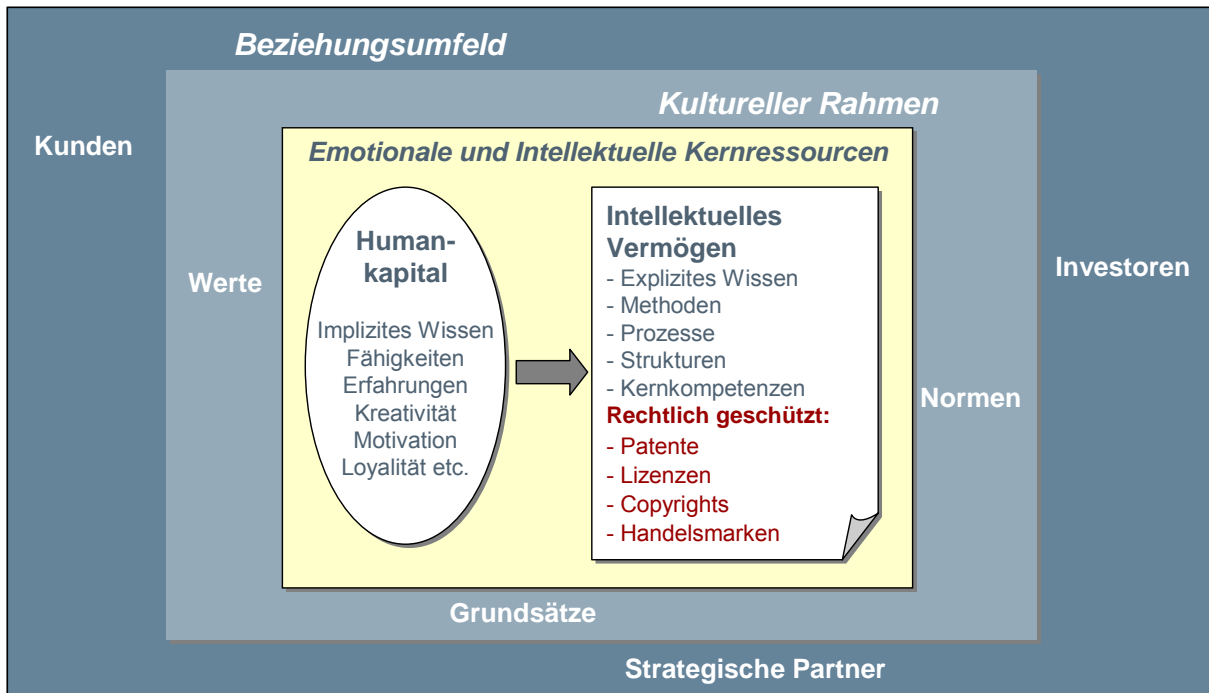 Beziehungsumfeld
Kultureller Rahmen
Kunden
Emotionale und Intellektuelle Kernressourcen
Werte
Human-
kapital
Implizites Wissen
Fähigkeiten
Erfahrungen
Kreativität
Motivation
Loyalität etc.
Intellektuelles
Vermögen
- Explizites Wissen
- Methoden
- Prozesse
- Strukturen
- Kernkompetenzen
Rechtlich geschützt:
- Patente
- Lizenzen
- Copyrights
- Handelsmarken
Investoren
Normen
Grundsätze
Strategische Partner